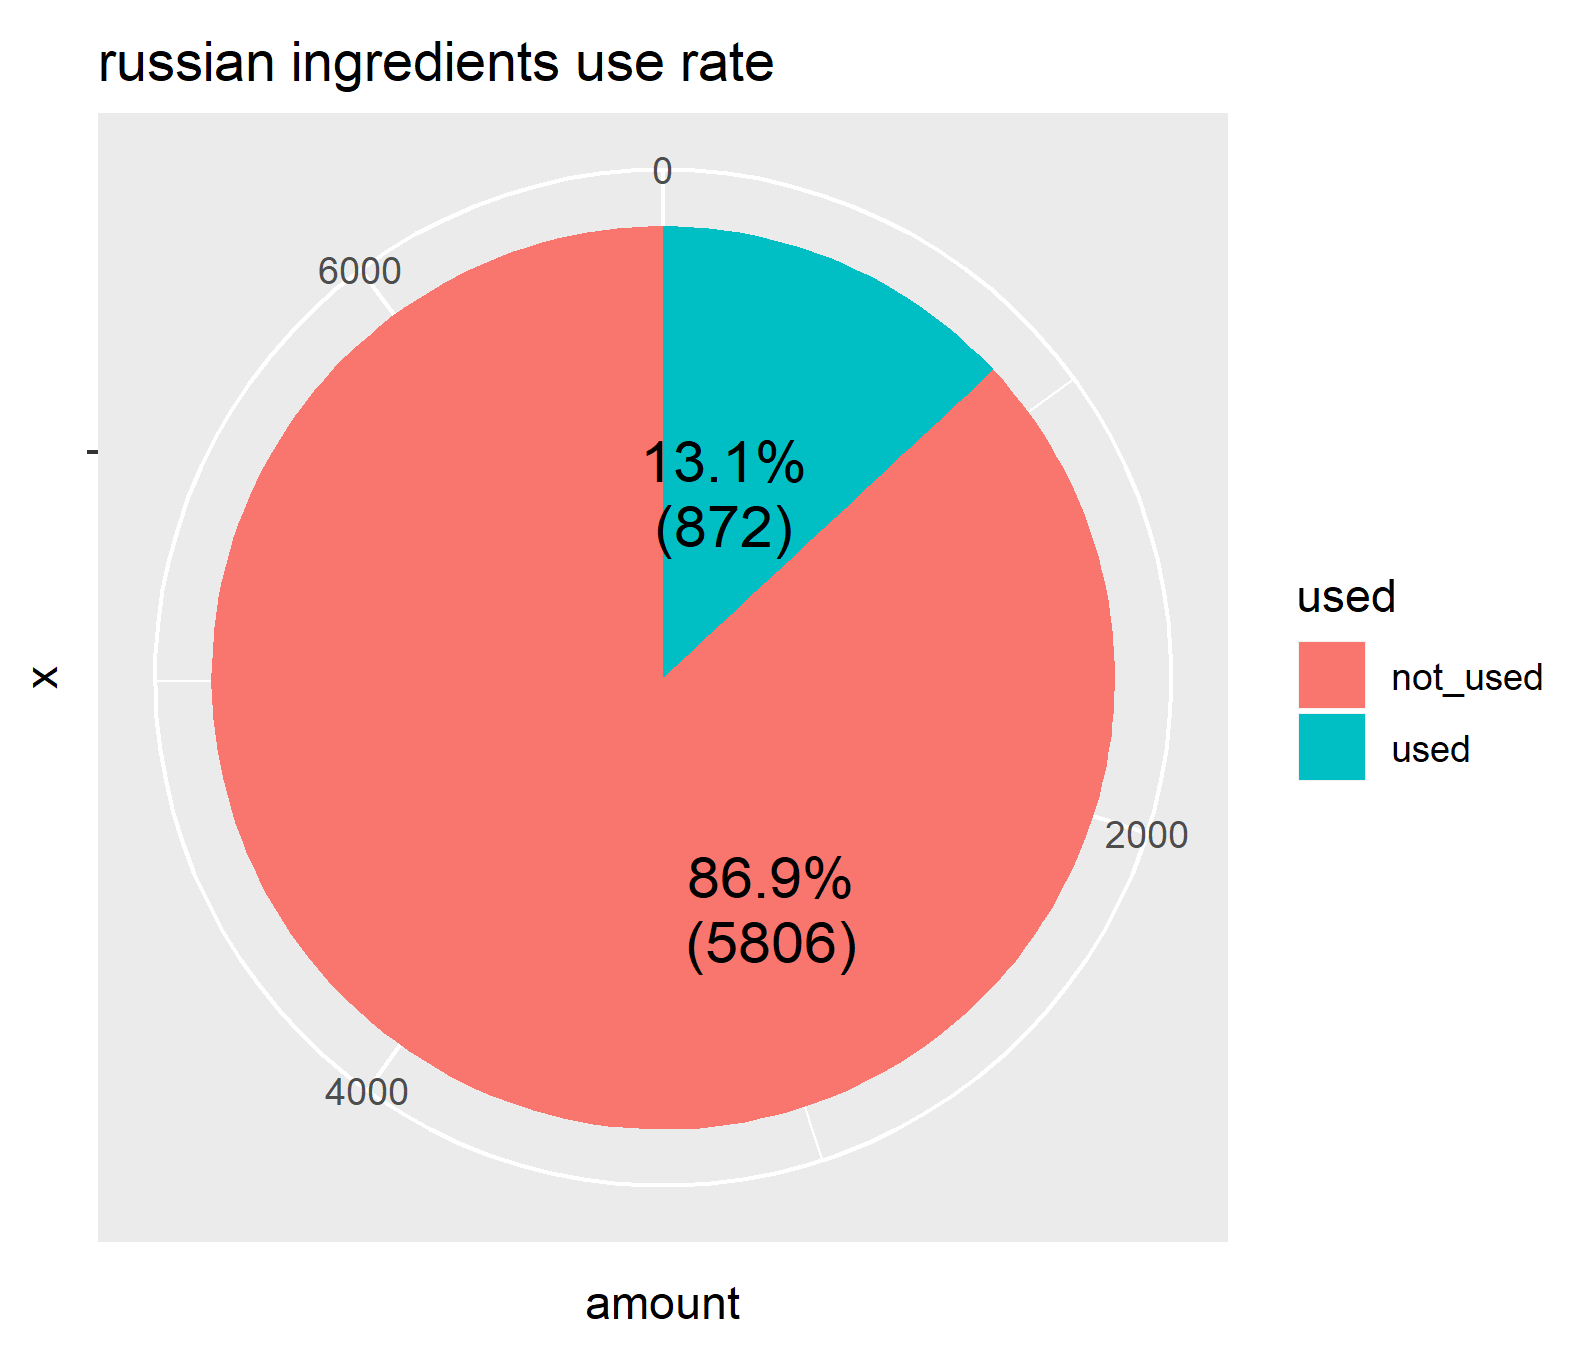 russian ingredients use rate
0
6000
13.1%
(872)
used
not_used
used
x
2000
86.9%
(5806)
4000
amount